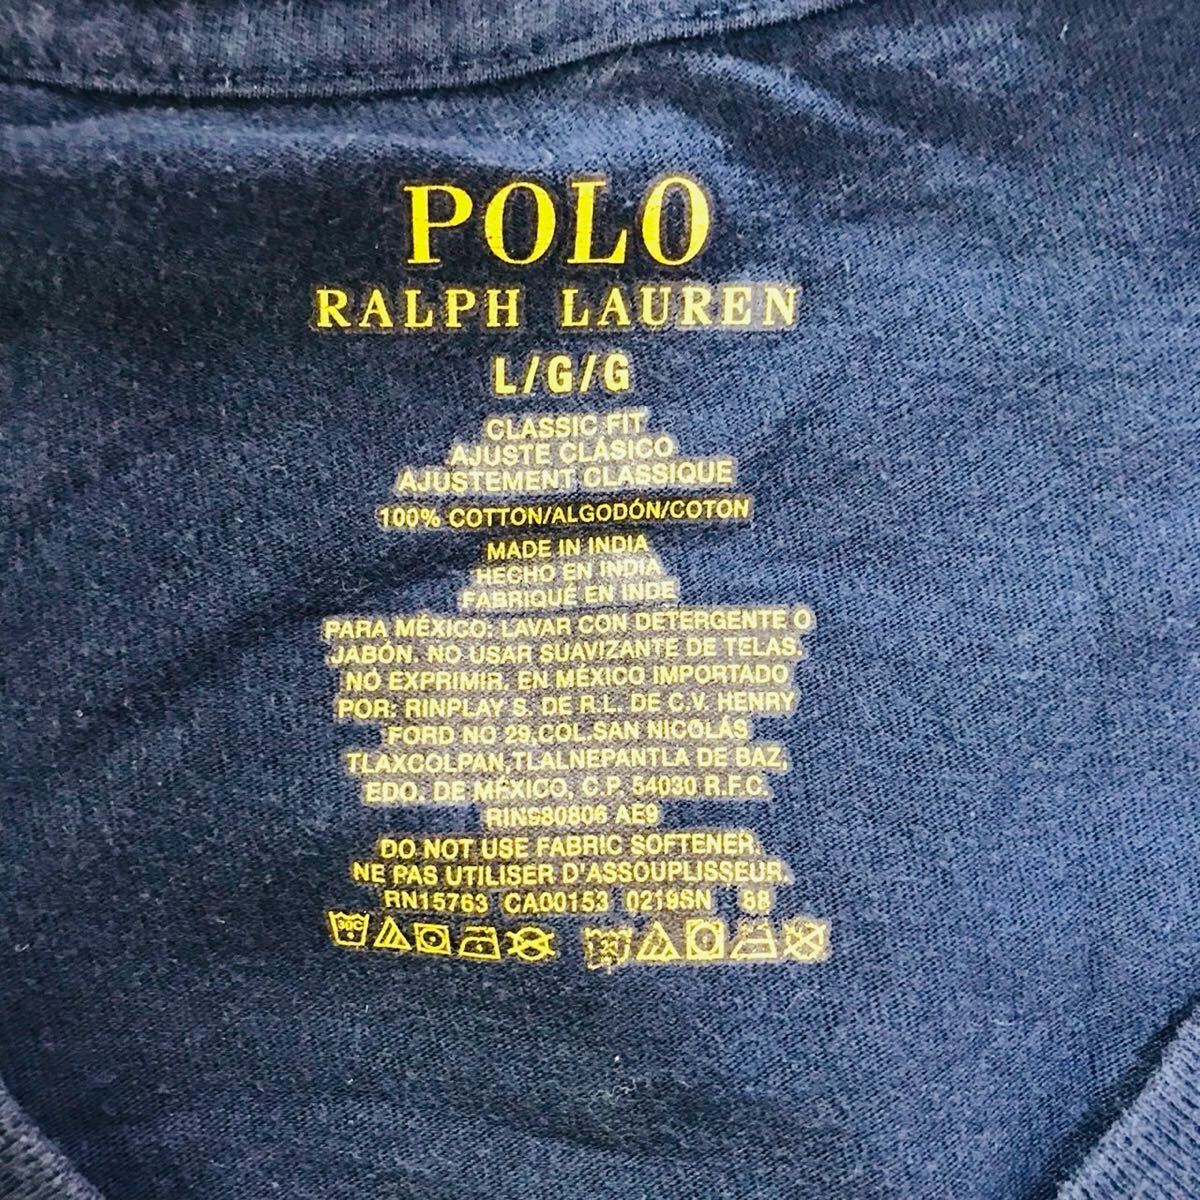 POLO
RALPH LAUREN
L/G/G
CLASSIC FIT
AJUSTE CLÁSICO
AJUSTEMENT CLASSIQUE
100% COTTON/ALGODÓN/COTON
MADE IN INDIA
HECHO EN INDIA
FABRIQUÉ EN INDE
PARA MÉXICO: LAVAR CON DETERGENTE O
JABÓN. NO USAR SUAVIZANTE DE TELAS.
NO EXPRIMIR. EN MÉXICO IMPORTADO
POR: RINPLAY S. DE R.L. DE C.V. HENRY
FORD NO 29,COL.SAN NICOLÁS
TLAXCOLPAN,TLALNEPANTLA DE BAZ,
EDO. DE MÉXICO, C.P. 54030 R.F.C.
RIN980806 AE9
DO NOT USE FABRIC SOFTENER.
NE PAS UTILISER D'ASSOUPLISSEUR.
RN15763 CA00153 0219SN 8B
30C